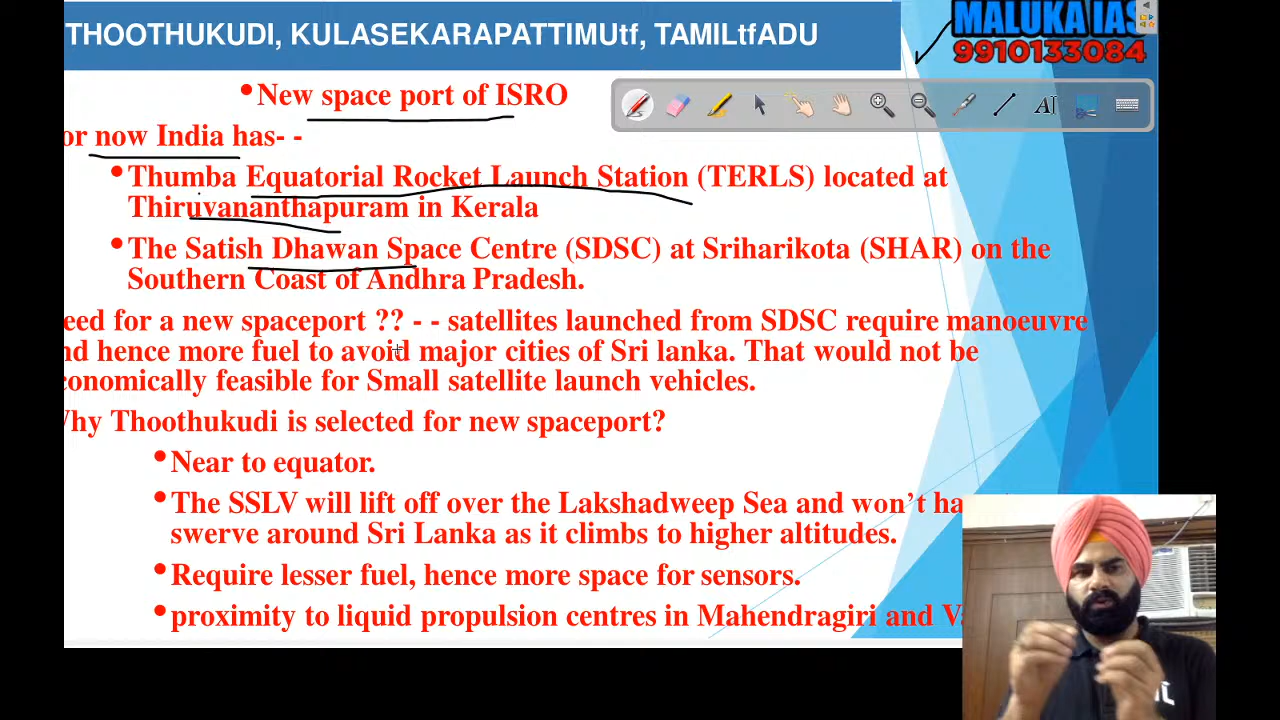 THOOTHUKUDI, KULASEKARAPATTIMUtf, TAMILtfADU
MALUKA IAS
9910133084
•New space port of ISRO
or now India has- -
•Thumba Equatorial Rocket Launch Station (TERLS) located at
Thiruvananthapuram in Kerala
•The Satish Dhawan Space Centre (SDSC) at Sriharikota (SHAR) on the
Southern Coast of Andhra Pradesh.
eed for a new spaceport ?? - - satellites launched from SDSC require manoeuvre
nd hence more fuel to avoid major cities of Sri lanka. That would not be
conomically feasible for Small satellite launch vehicles.
hy Thoothukudi is selected for new spaceport?
•Near to equator.
•The SSLV will lift off over the Lakshadweep Sea and won’t ha
swerve around Sri Lanka as it climbs to higher altitudes.
•Require lesser fuel, hence more space for sensors.
•proximity to liquid propulsion centres in Mahendragiri and V